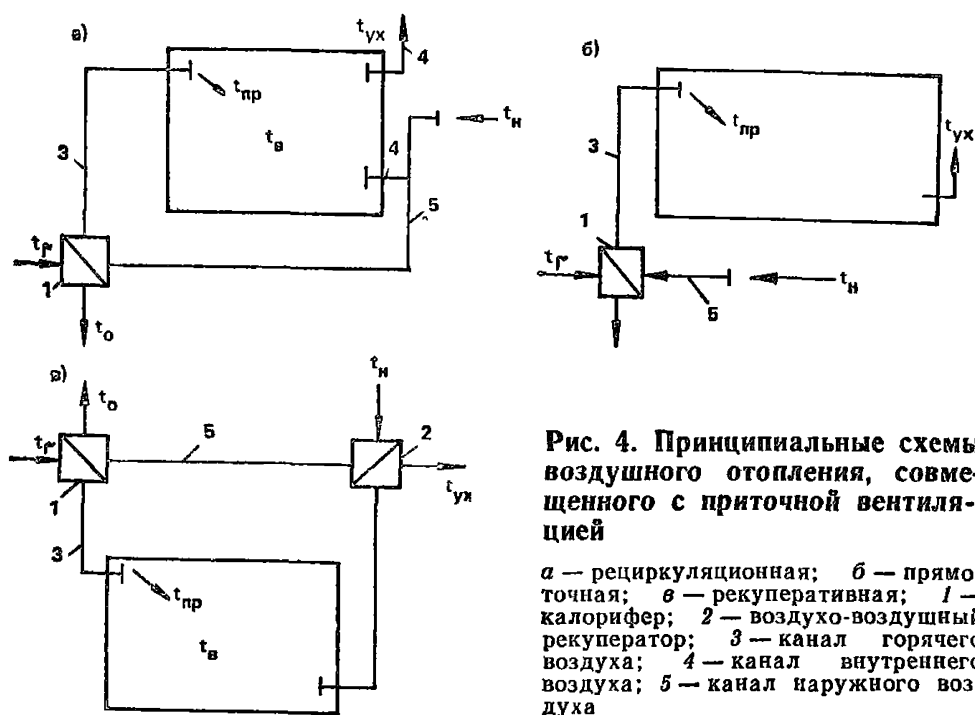 а)
t_ух
4
t_пр
t_в
3
t_н
4
5
t_г
1
t_о
б)
t_пр
t_ух
3
1
t_г
t_н
5
в)
t_о
t_н
5
2
t_г
t_ух
1
3
t_пр
t_в
Рис. 4. Принципиальные схемы
воздушного отопления, совме-
щенного с приточной вентиля-
цией
а — рециркуляционная; б — прямо
точная; в — рекуперативная; 1 —
калорифер; 2 — воздухо-воздушный
рекуператор; 3 — канал горячего
воздуха; 4 — канал внутреннего
воздуха; 5 — канал наружного воз
духа